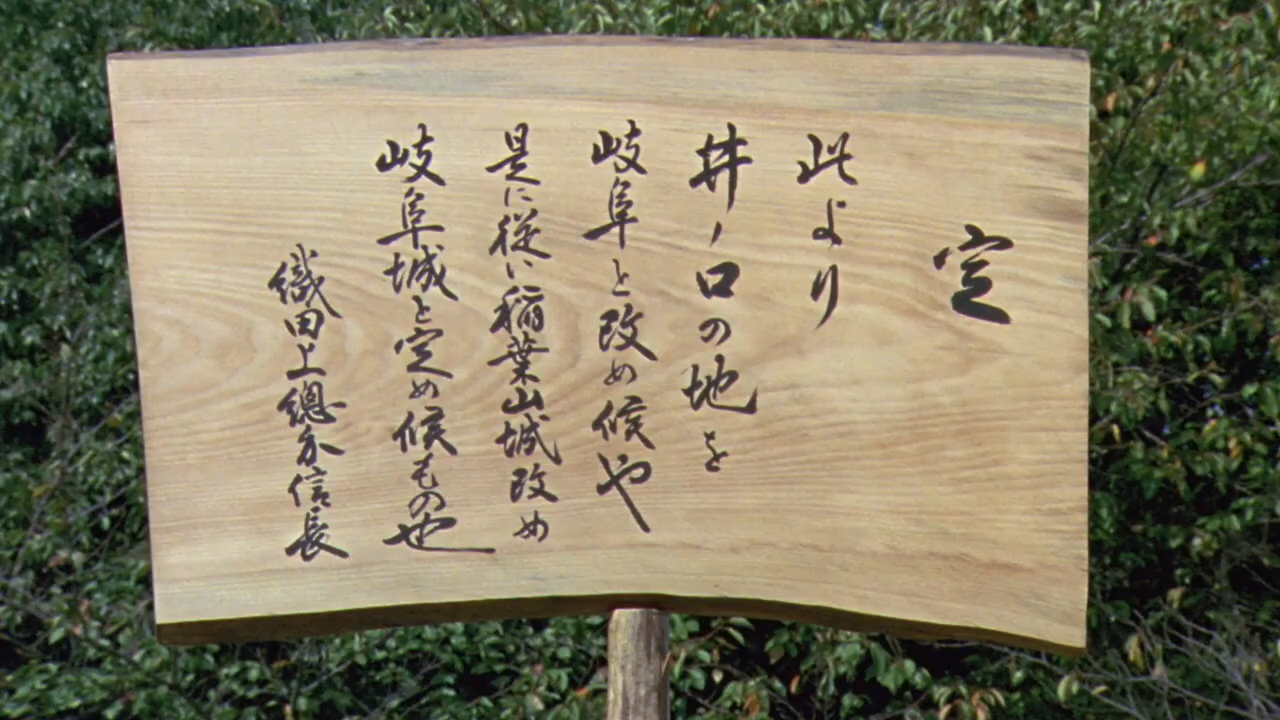 定
此より
井ノ口の地を
岐阜と改め候や
是に従い稲葉山城改め
岐阜城と定め候もの也
織田上總介信長